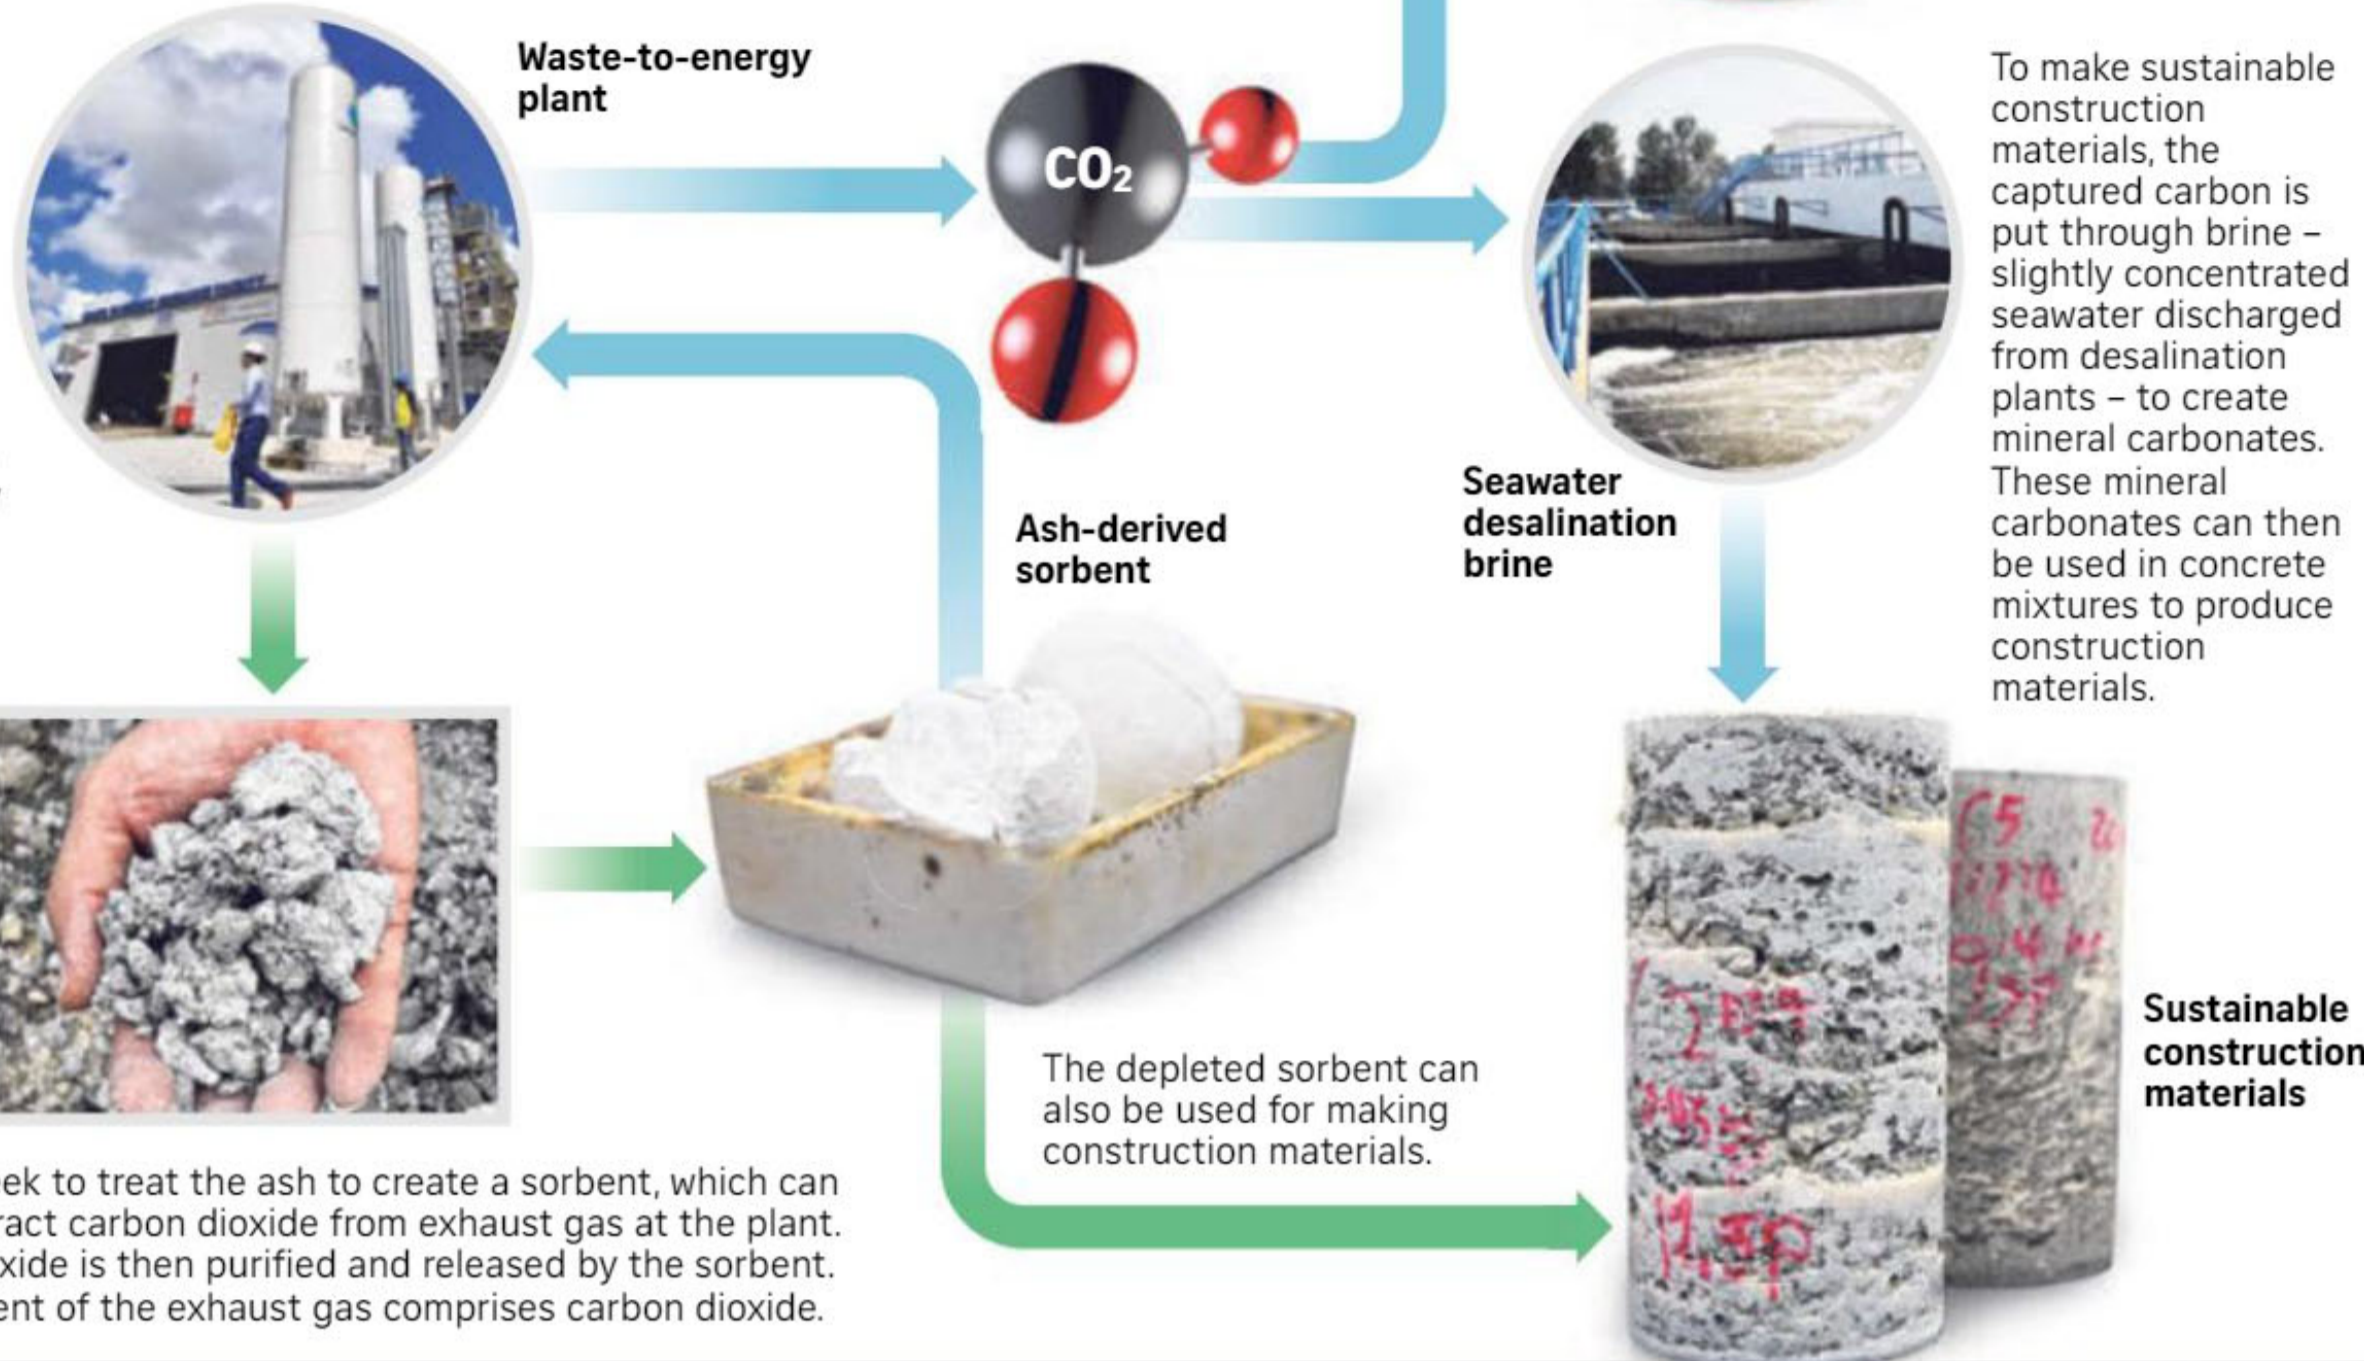 Waste-to-energy
plant
CO₂
To make sustainable
construction
materials, the
captured carbon is
put through brine –
slightly concentrated
seawater discharged
from desalination
plants – to create
mineral carbonates.
These mineral
carbonates can then
be used in concrete
mixtures to produce
construction
materials.
Ash-derived
sorbent
Seawater
desalination
brine
Sustainable
construction
materials
The depleted sorbent can
also be used for making
construction materials.
to treat the ash to create a sorbent, which can
carbon dioxide from exhaust gas at the plant.
is then purified and released by the sorbent.
of the exhaust gas comprises carbon dioxide.